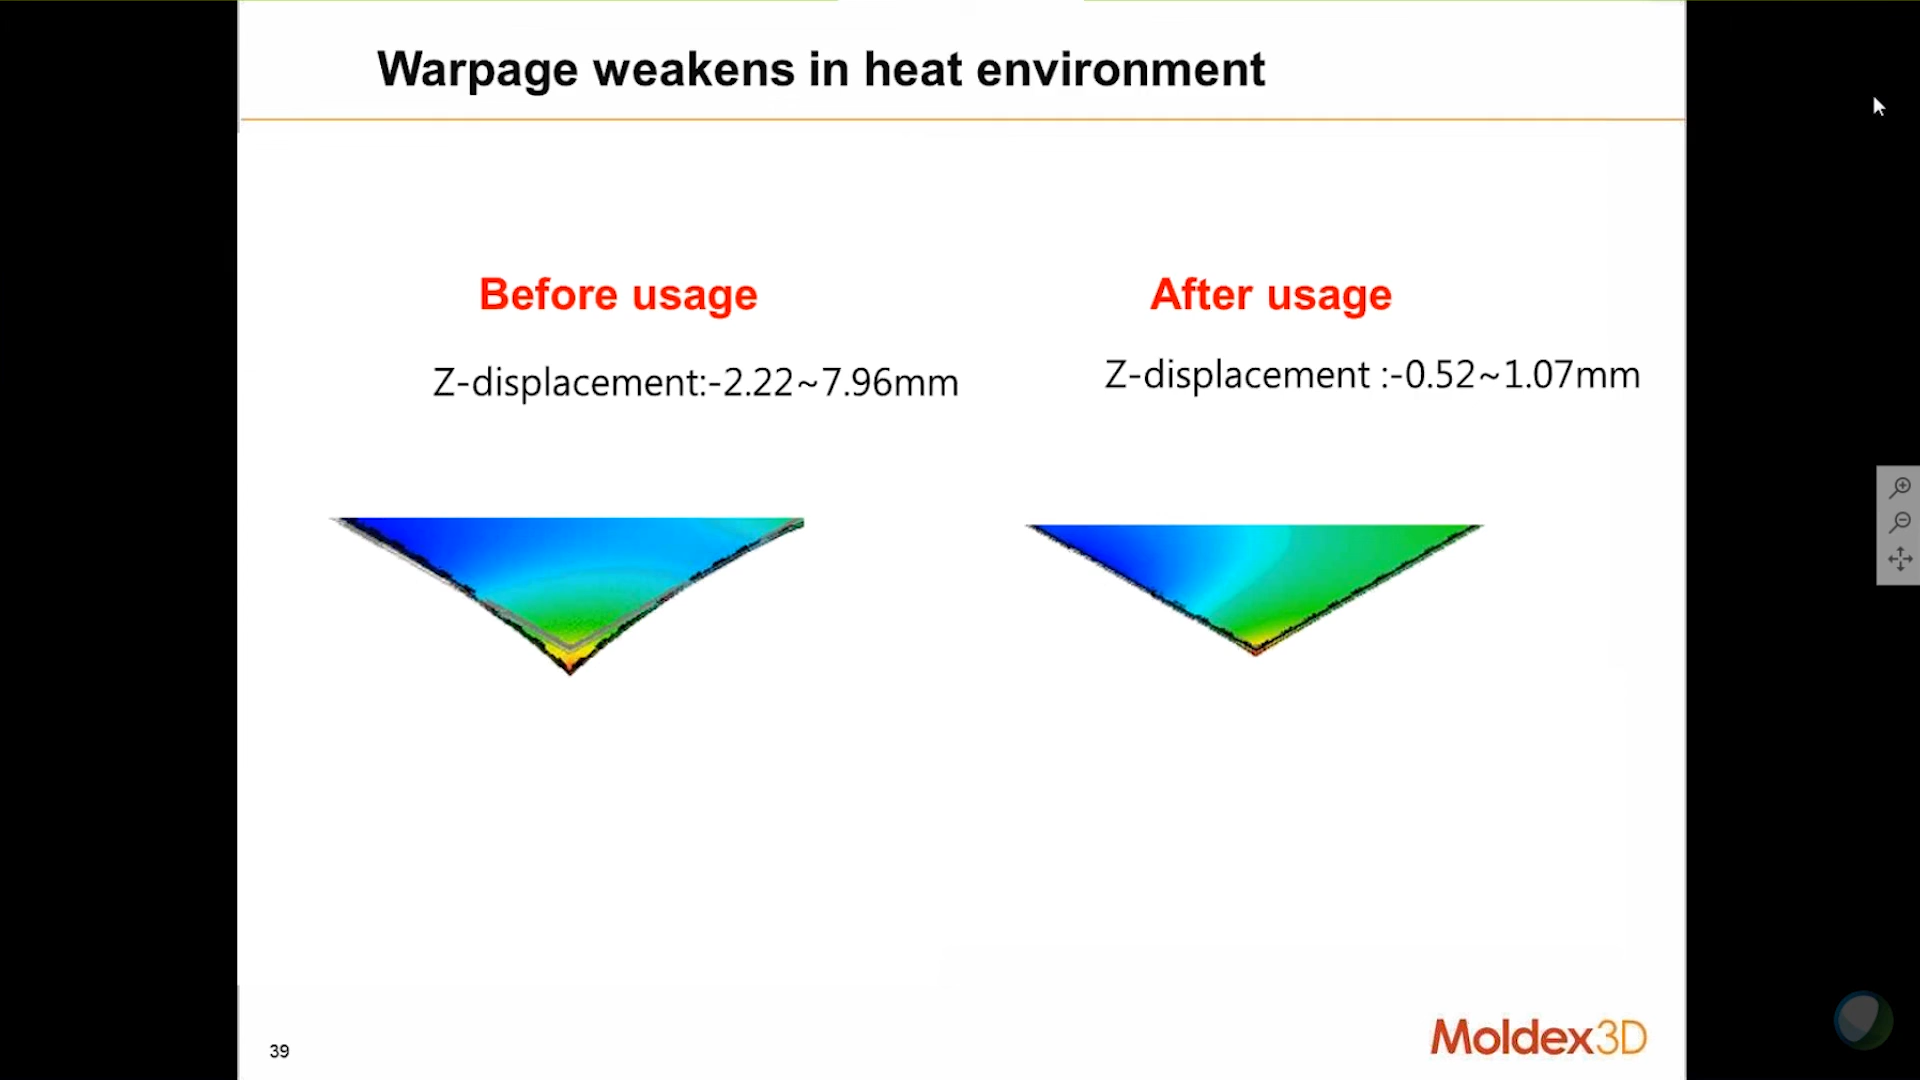 Warpage weakens in heat environment
Before usage
After usage
Z-displacement:-2.22~7.96mm
Z-displacement :-0.52~1.07mm
39
Moldex3D